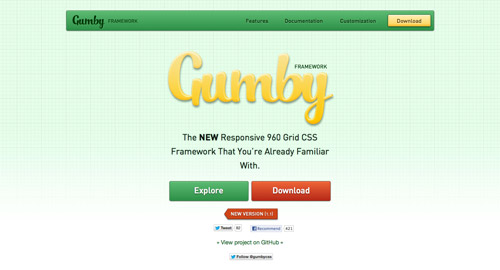 Gumby FRAMEWORK Features Documentation Customization Download
FRAMEWORK
Gumby
The NEW Responsive 960 Grid CSS
Framework That You're Already Familiar
With.
Explore Download
NEW VERSION (1.1)
Tweet 92 Recommend 421
+ View project on GitHub +
Follow @gumbycss